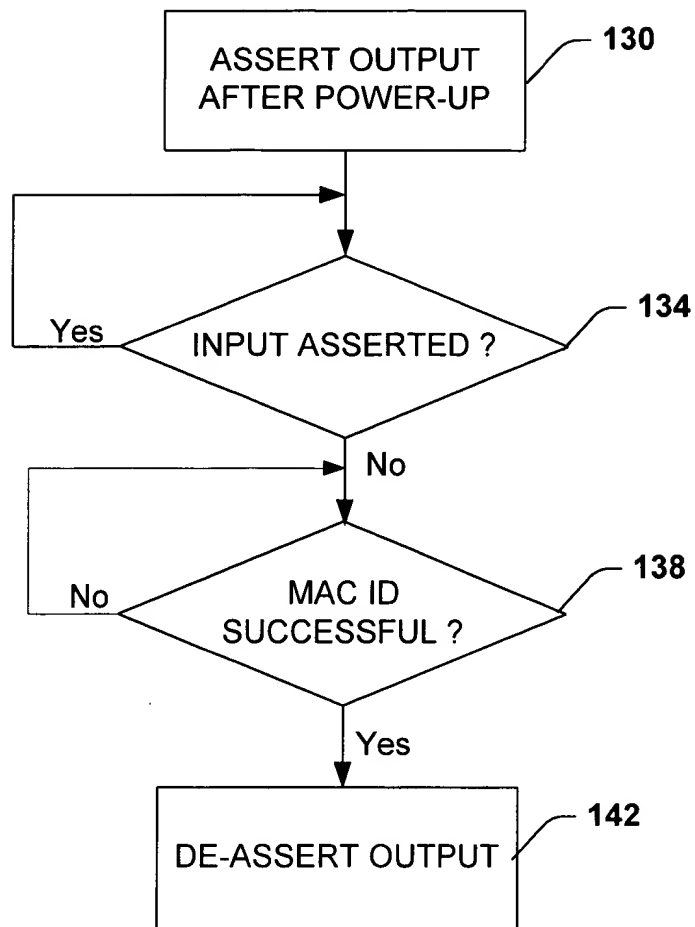 130
ASSERT OUTPUT
AFTER POWER-UP
134
Yes
INPUT ASSERTED ?
No
138
No
MAC ID
SUCCESSFUL ?
Yes
142
DE-ASSERT OUTPUT